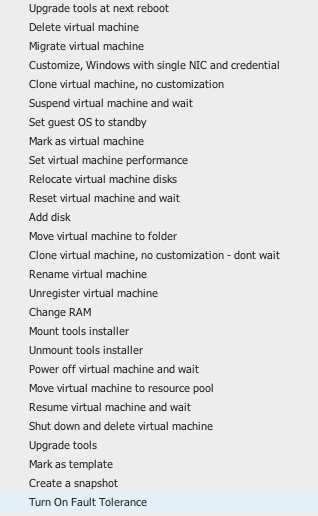 Upgrade tools at next reboot
Delete virtual machine
Migrate virtual machine
Customize, Windows with single NIC and credential
Clone virtual machine, no customization
Suspend virtual machine and wait
Set guest OS to standby
Mark as virtual machine
Set virtual machine performance
Relocate virtual machine disks
Reset virtual machine and wait
Add disk
Move virtual machine to folder
Clone virtual machine, no customization - dont wait
Rename virtual machine
Unregister virtual machine
Change RAM
Mount tools installer
Unmount tools installer
Power off virtual machine and wait
Move virtual machine to resource pool
Resume virtual machine and wait
Shut down and delete virtual machine
Upgrade tools
Mark as template
Create a snapshot
Turn On Fault Tolerance